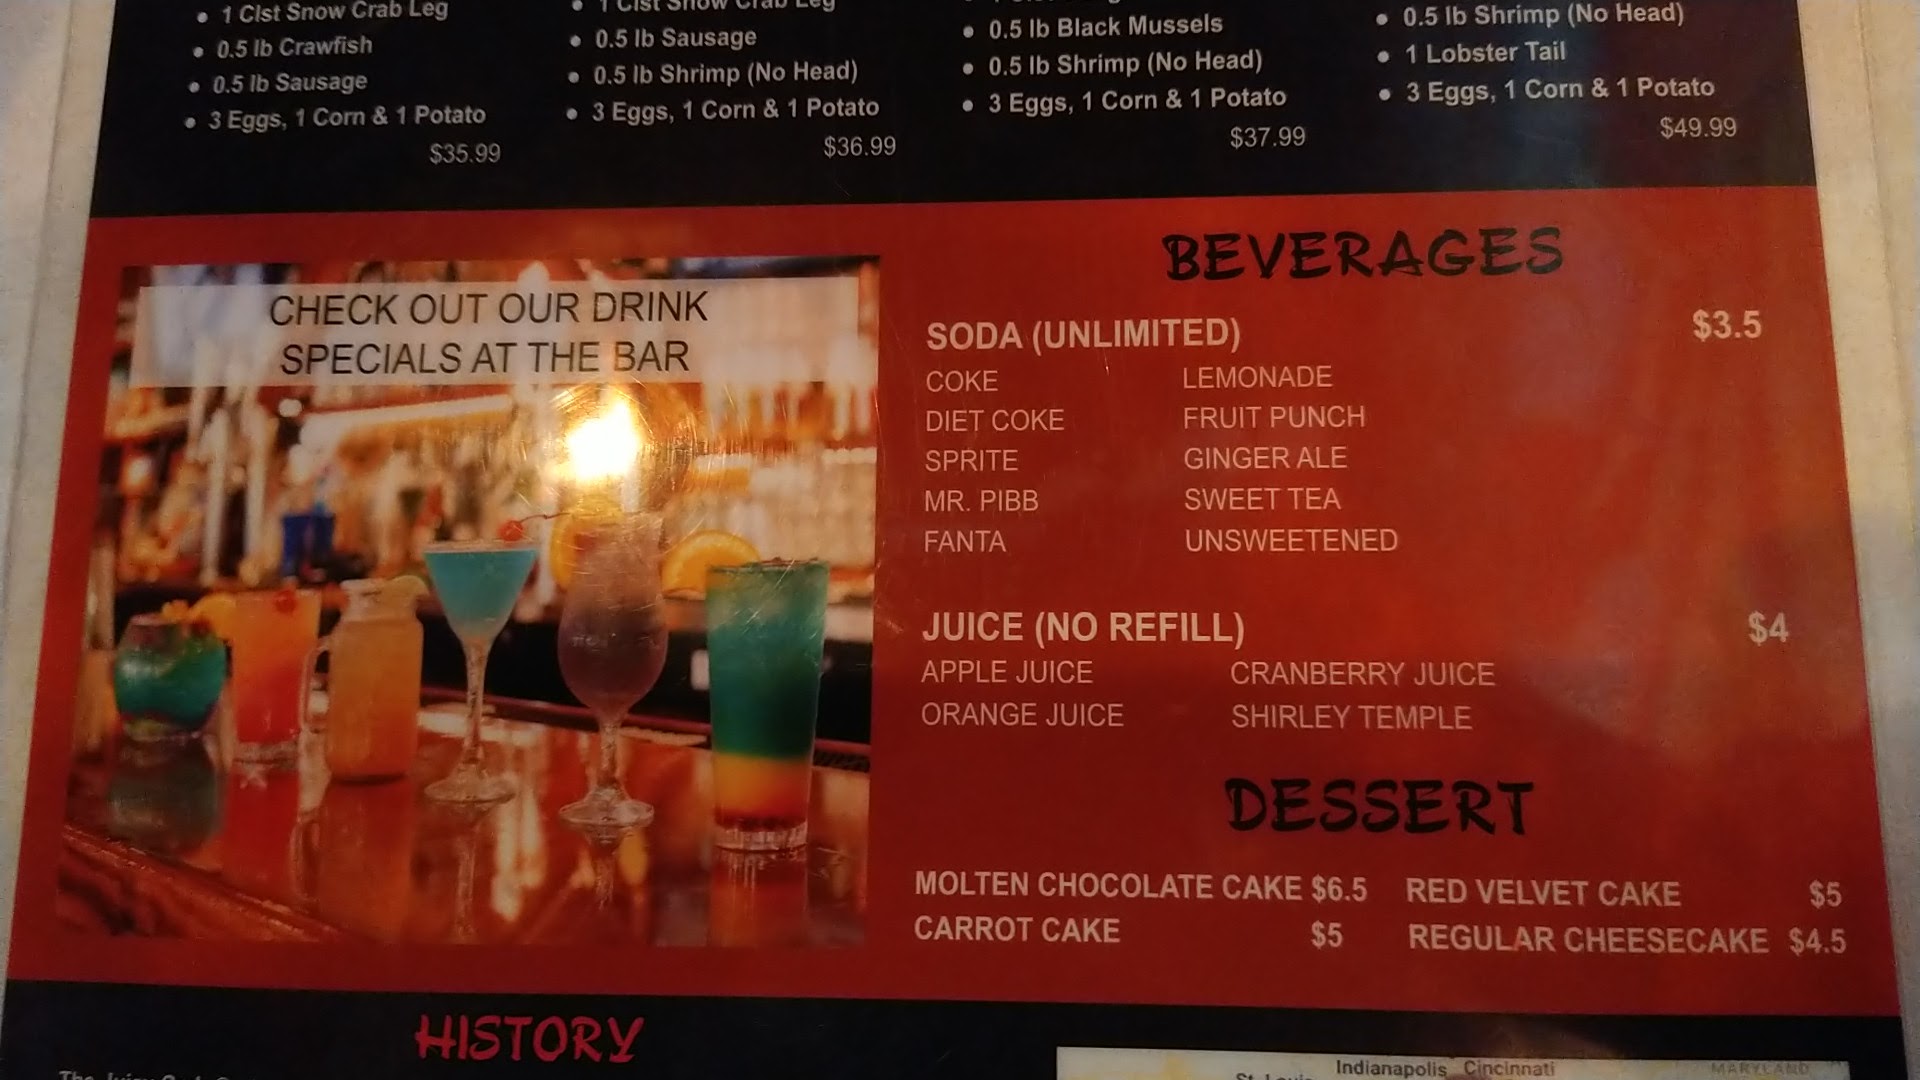 • 1 Clst Snow Crab Leg
• 0.5 lb Crawfish
• 0.5 lb Sausage
• 3 Eggs, 1 Corn & 1 Potato
$35.99
• 1 Clst Snow Crab Leg
• 0.5 lb Sausage
• 0.5 lb Shrimp (No Head)
• 3 Eggs, 1 Corn & 1 Potato
$36.99
• 0.5 lb Black Mussels
• 0.5 lb Shrimp (No Head)
• 3 Eggs, 1 Corn & 1 Potato
$37.99
• 0.5 lb Shrimp (No Head)
• 1 Lobster Tail
• 3 Eggs, 1 Corn & 1 Potato
$49.99
CHECK OUT OUR DRINK
SPECIALS AT THE BAR
BEVERAGES
SODA (UNLIMITED) $3.5
COKE LEMONADE
DIET COKE FRUIT PUNCH
SPRITE GINGER ALE
MR. PIBB SWEET TEA
FANTA UNSWEETENED
JUICE (NO REFILL) $4
APPLE JUICE CRANBERRY JUICE
ORANGE JUICE SHIRLEY TEMPLE
DESSERT
MOLTEN CHOCOLATE CAKE $6.5 RED VELVET CAKE $5
CARROT CAKE $5 REGULAR CHEESECAKE $4.5
HISTORY
Indianapolis Cincinnati
MARYLAND